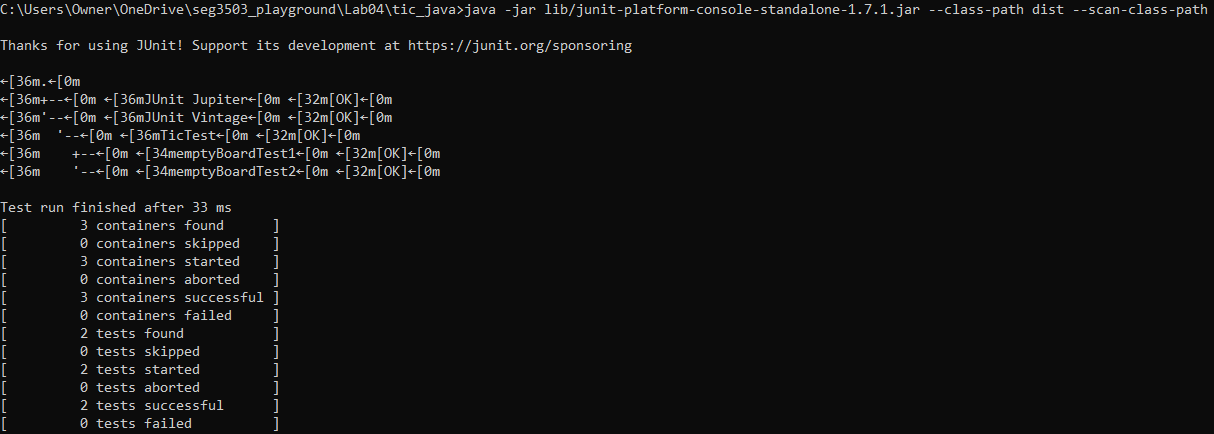 C:\Users\Owner\OneDrive\seg3503_playground\Lab04\tic_java>java -jar lib/junit-platform-console-standalone-1.7.1.jar --class-path dist --scan-class-path

Thanks for using JUnit! Support its development at https://junit.org/sponsoring

←[36m.←[0m
←[36m+--←[0m ←[36mJUnit Jupiter←[0m ←[32m[OK]←[0m
←[36m'--←[0m ←[36mJUnit Vintage←[0m ←[32m[OK]←[0m
←[36m  '--←[0m ←[36mTicTest←[0m ←[32m[OK]←[0m
←[36m    +--←[0m ←[34memptyBoardTest1←[0m ←[32m[OK]←[0m
←[36m    '--←[0m ←[34memptyBoardTest2←[0m ←[32m[OK]←[0m

Test run finished after 33 ms
[         3 containers found      ]
[         0 containers skipped    ]
[         3 containers started    ]
[         0 containers aborted    ]
[         3 containers successful ]
[         0 containers failed     ]
[         2 tests found           ]
[         0 tests skipped         ]
[         2 tests started         ]
[         0 tests aborted         ]
[         2 tests successful      ]
[         0 tests failed          ]